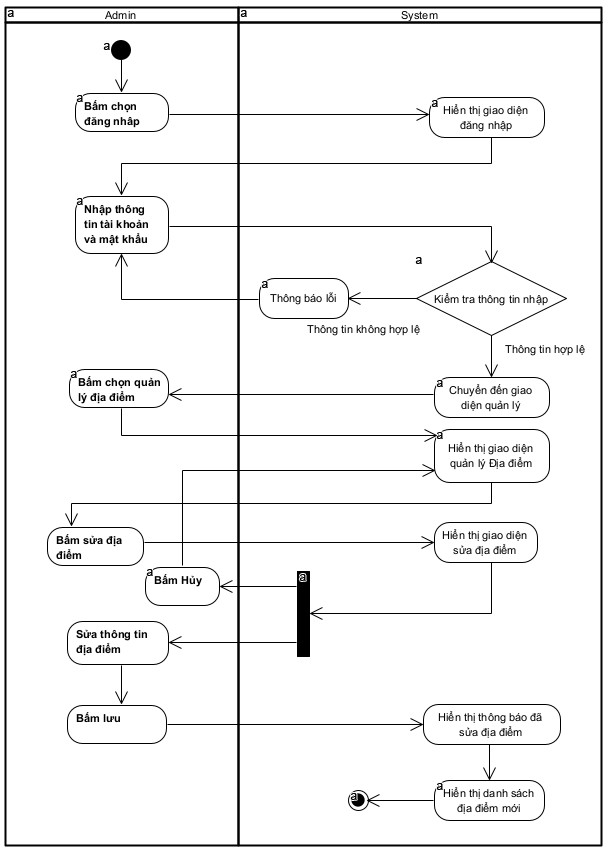 a
Admin
a
System
a
a
Bấm chọn
đăng nhâp
a
Hiển thị giao diện
đăng nhập
a
Nhập thông
tin tài khoản
và mật khẩu
a
a
Thông báo lỗi
Kiểm tra thông tin nhập
Thông tin không hợp lệ
Thông tin hợp lệ
a
Bấm chọn quản
lý địa điểm
a
Chuyển đến giao
diện quản lý
a
Hiển thị giao diện
quản lý Địa điểm
Bấm sửa địa
điểm
Hiển thị giao diện
sửa địa điểm
a
Bấm Hủy
a
Sửa thông tin
địa điểm
Bấm lưu
Hiển thị thông báo đã
sửa địa điểm
a
Hiển thị danh sách
địa điểm mới
a